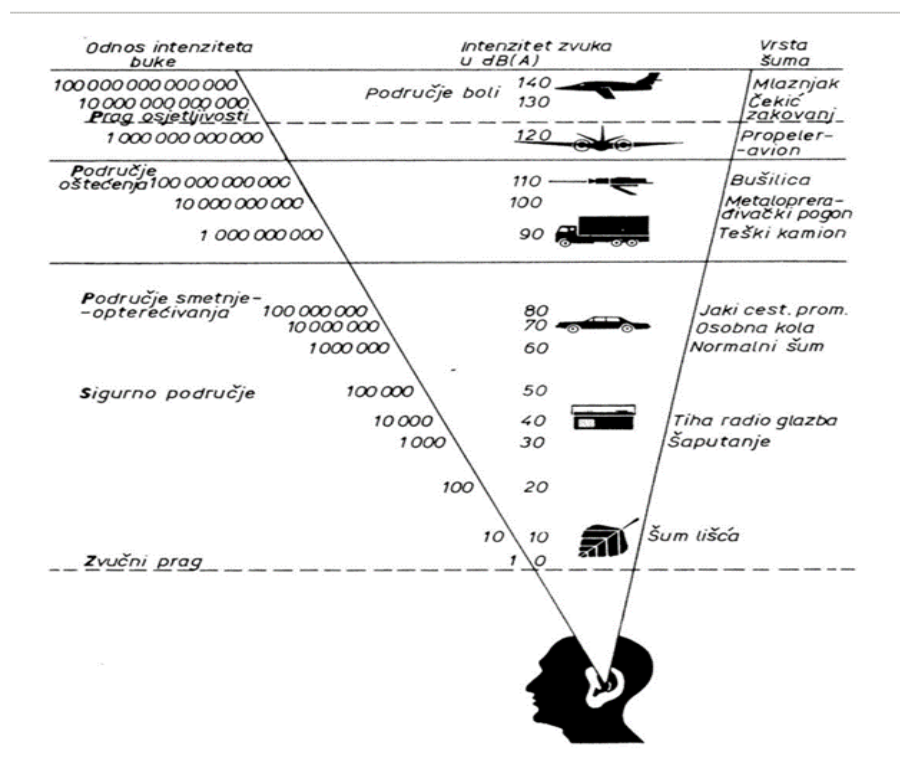 Odnos intenziteta buke
Intenzitet zvuka u dB(A)
Vrsta šuma
100 000 000 000 000 Područje boli 140 Mlaznjak
10 000 000 000 000 130 Čekić zakovanj
Prag osjetljivosti
1 000 000 000 000 120 Propeler-
-avion
Područje oštećenja
100 000 000 000 110 Bušilica
10 000 000 000 100 Metaloprera-
đivački pogon
1 000 000 000 90 Teški kamion
Područje smetnje-
-opterećivanja
100 000 000 80 Jaki cest. prom.
10 000 000 70 Osobna kola
1 000 000 60 Normalni šum
Sigurno područje
100 000 50
10 000 40 Tiha radio glazba
1 000 30 Šaputanje
100 20
10 10 Šum lišća
Zvučni prag 1 0